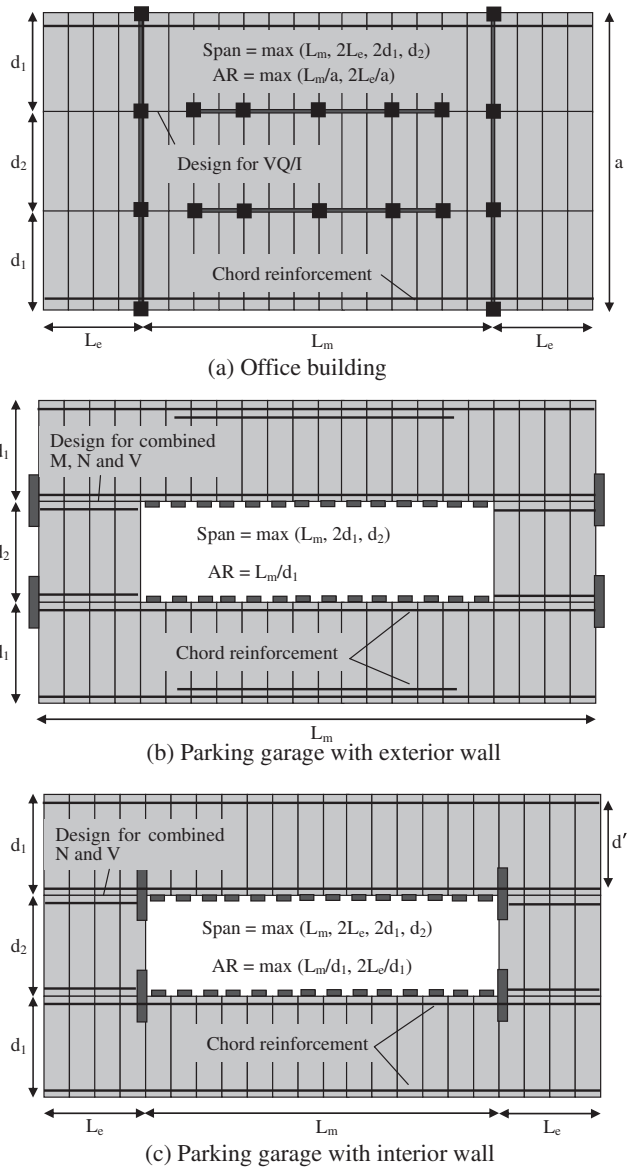 d₁
Span = max (Lₘ, 2Lₑ, 2d₁, d₂)
AR = max (Lₘ/a, 2Lₑ/a)
d₂
Design for VQ/I
a
d₁
Chord reinforcement
Lₑ
Lₘ
Lₑ
(a) Office building
d₁
Design for combined
M, N and V
d₂
Span = max (Lₘ, 2d₁, d₂)
AR = Lₘ/d₁
d₁
Chord reinforcement
Lₘ
(b) Parking garage with exterior wall
d₁
Design for combined
N and V
d′
d₂
Span = max (Lₘ, 2Lₑ, 2d₁, d₂)
AR = max (Lₘ/d₁, 2Lₑ/d₁)
d₁
Chord reinforcement
Lₑ
Lₘ
Lₑ
(c) Parking garage with interior wall